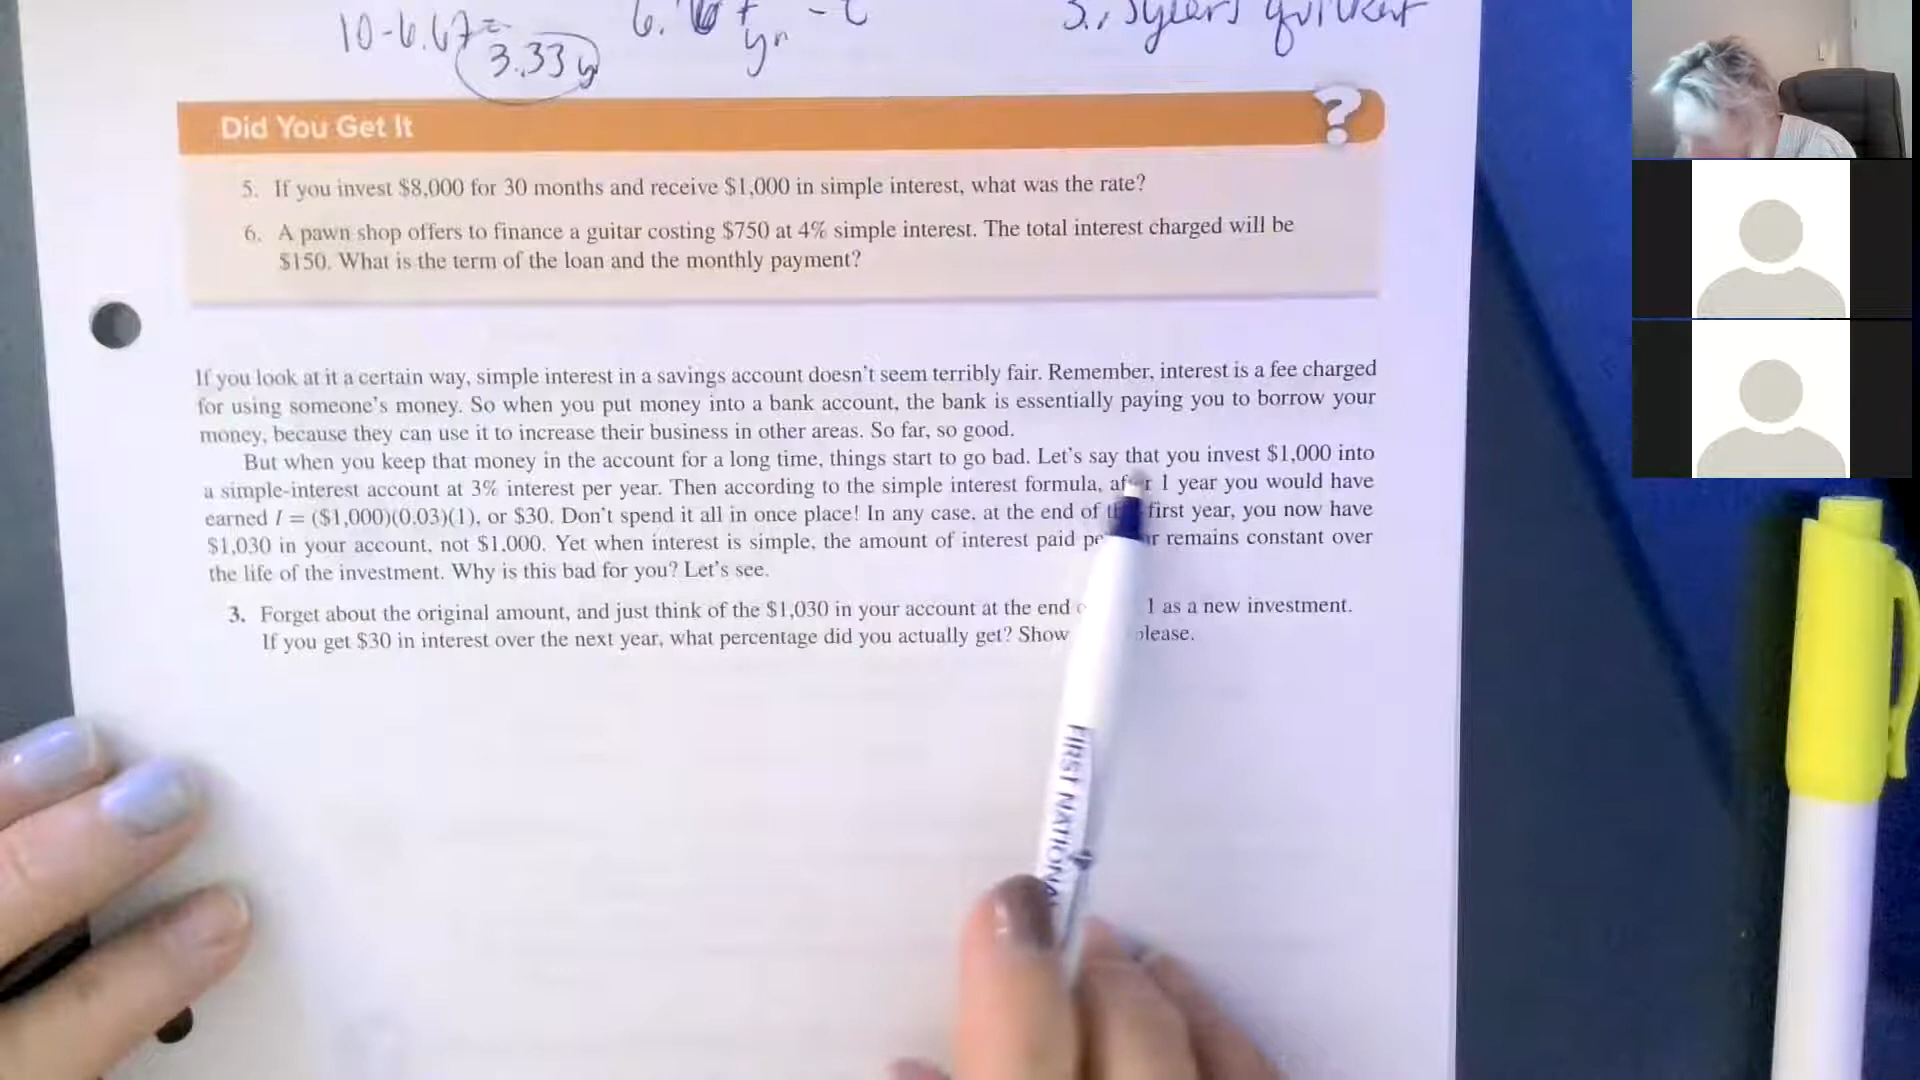 10-6.67=
3.33y
6.67
yr
- t
years quicker
Did You Get It
?
5. If you invest $8,000 for 30 months and receive $1,000 in simple interest, what was the rate?
6. A pawn shop offers to finance a guitar costing $750 at 4% simple interest. The total interest charged will be
$150. What is the term of the loan and the monthly payment?
If you look at it a certain way, simple interest in a savings account doesn't seem terribly fair. Remember, interest is a fee charged
for using someone's money. So when you put money into a bank account, the bank is essentially paying you to borrow your
money, because they can use it to increase their business in other areas. So far, so good.
But when you keep that money in the account for a long time, things start to go bad. Let's say that you invest $1,000 into
a simple-interest account at 3% interest per year. Then according to the simple interest formula, after 1 year you would have
earned I = ($1,000)(0.03)(1), or $30. Don't spend it all in once place! In any case, at the end of first year, you now have
$1,030 in your account, not $1,000. Yet when interest is simple, the amount of interest paid remains constant over
the life of the investment. Why is this bad for you? Let's see.
3. Forget about the original amount, and just think of the $1,030 in your account at the end 1 as a new investment.
If you get $30 in interest over the next year, what percentage did you actually get? Show please.
FIRST NATIONA